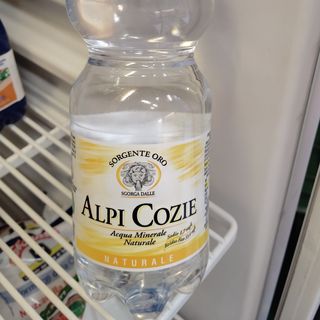 SORGENTE ORO
SGORGA DALLE
ALPI COZIE
Acqua Minerale
Naturale
NATURALE